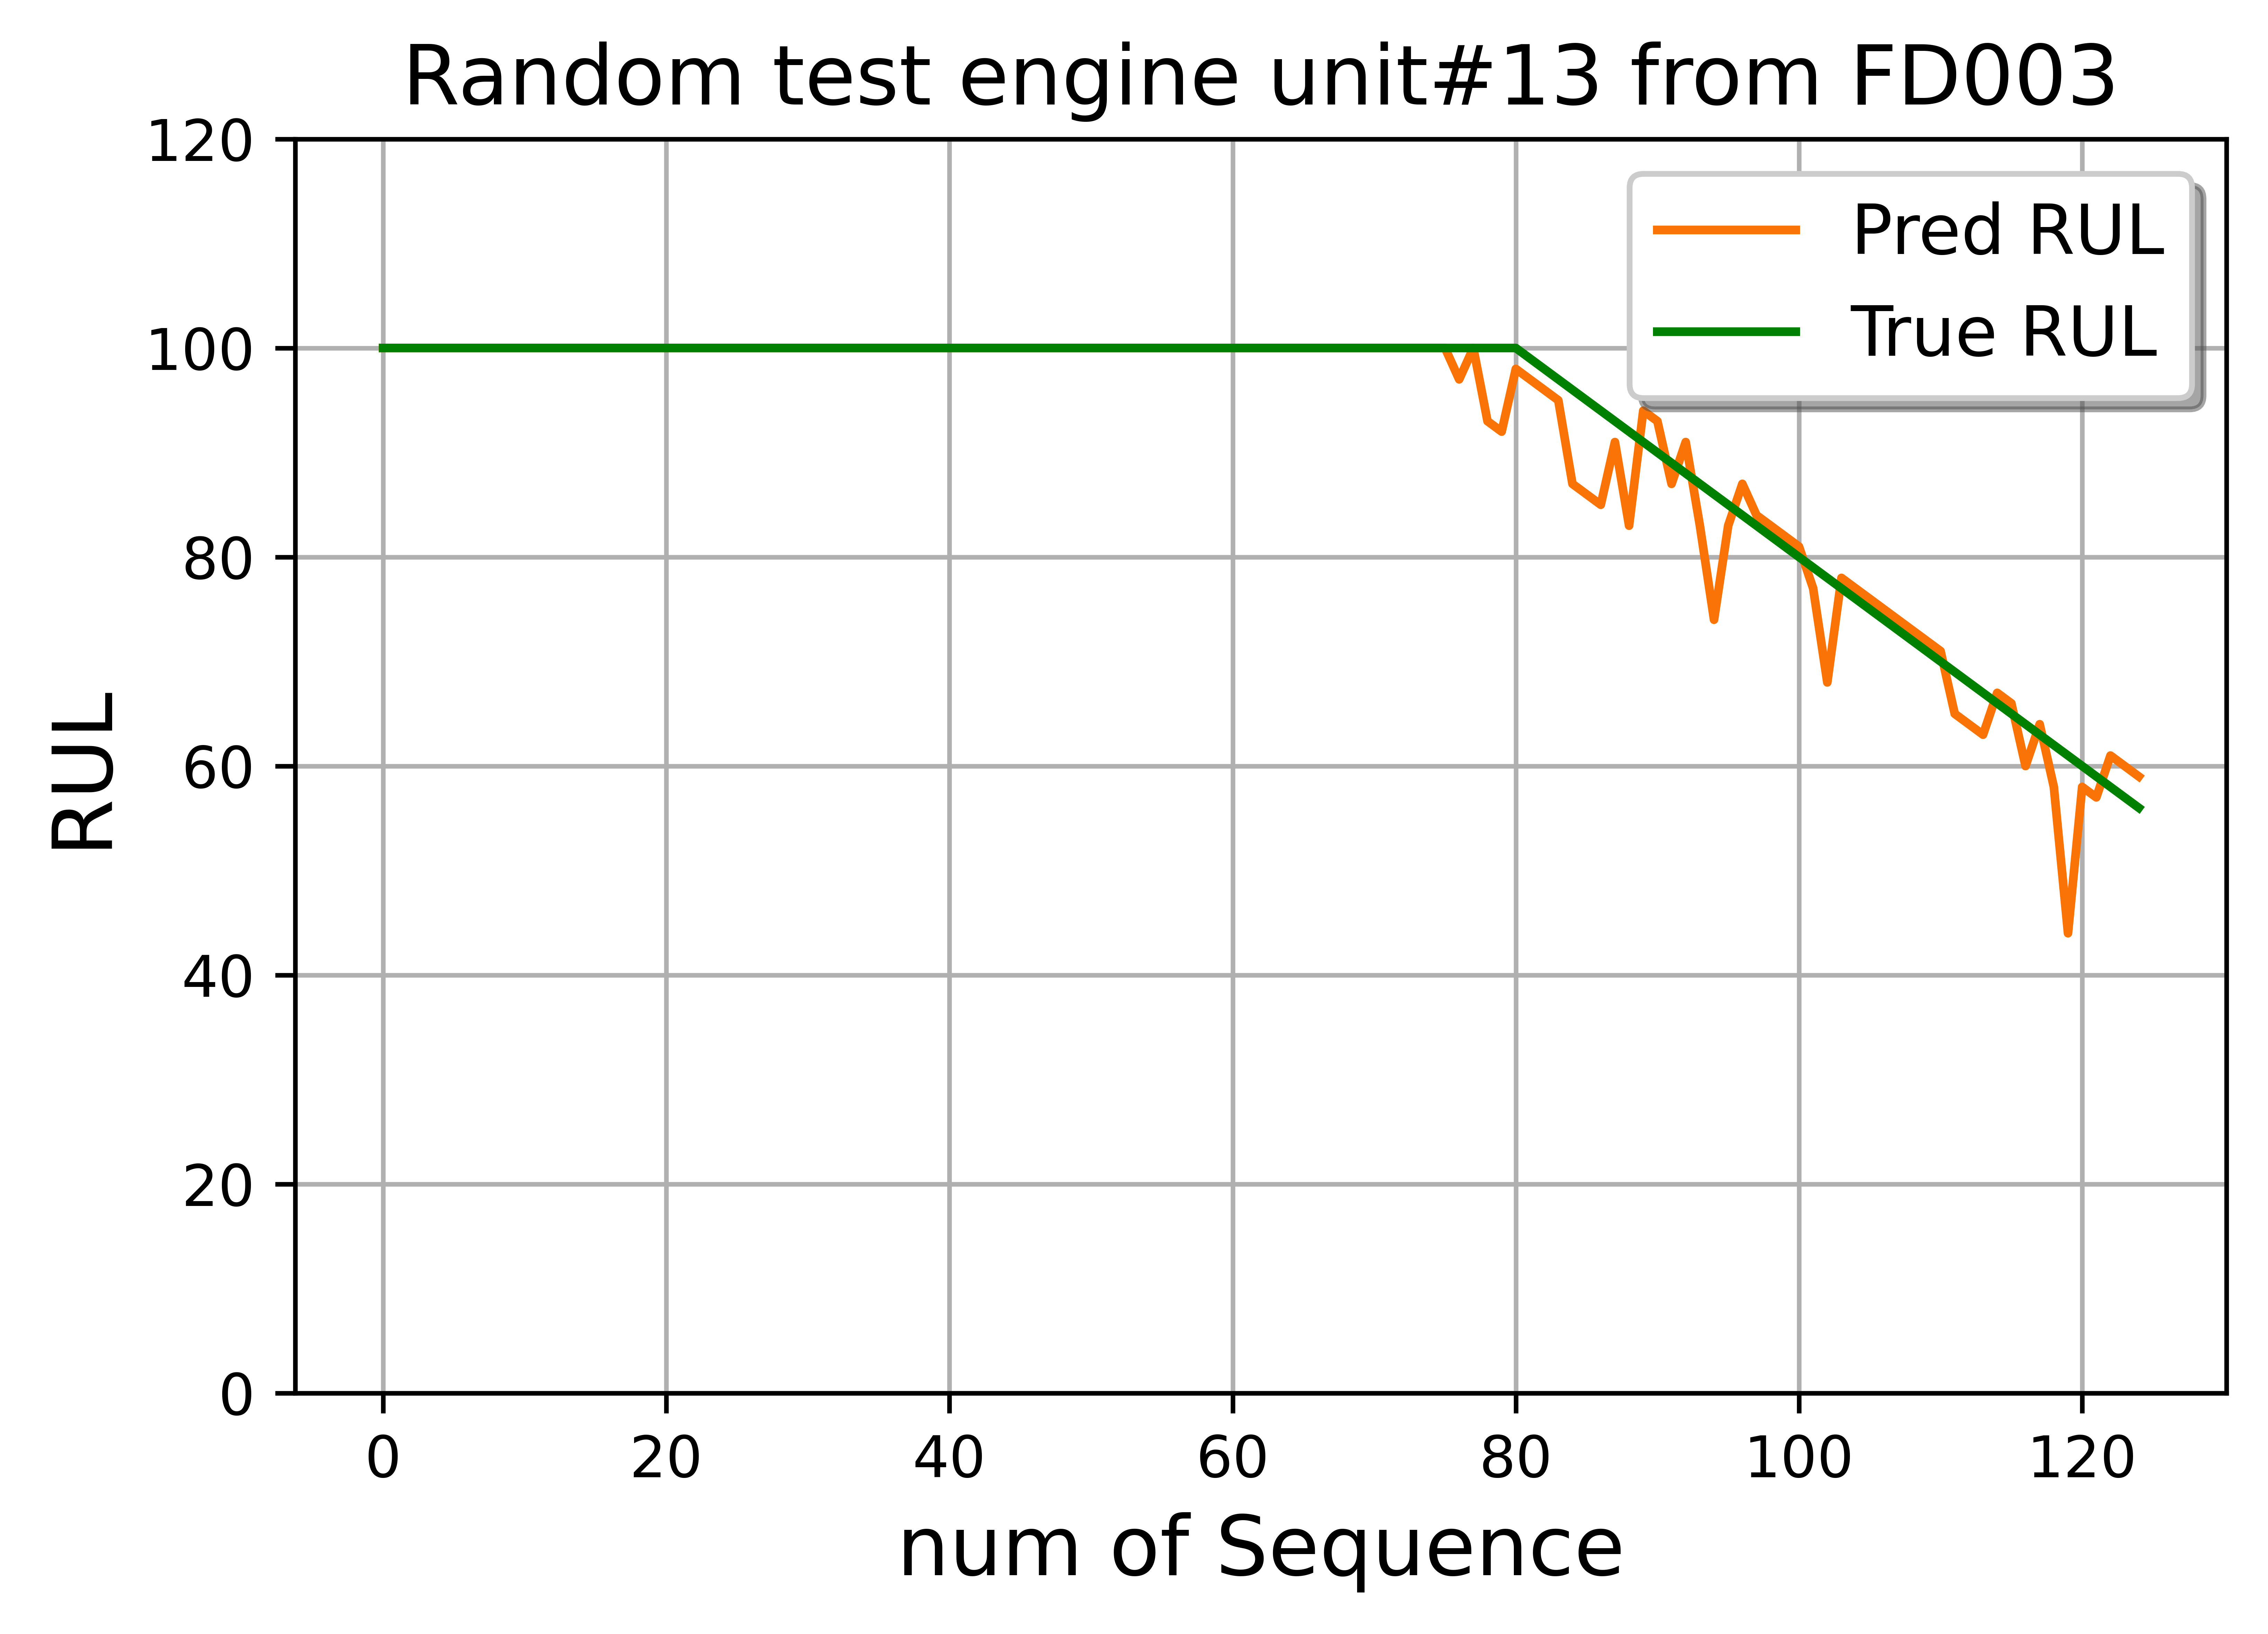 Random test engine unit#13 from FD003
120
100
80
60
40
20
0
RUL
Pred RUL
True RUL
0 20 40 60 80 100 120
num of Sequence